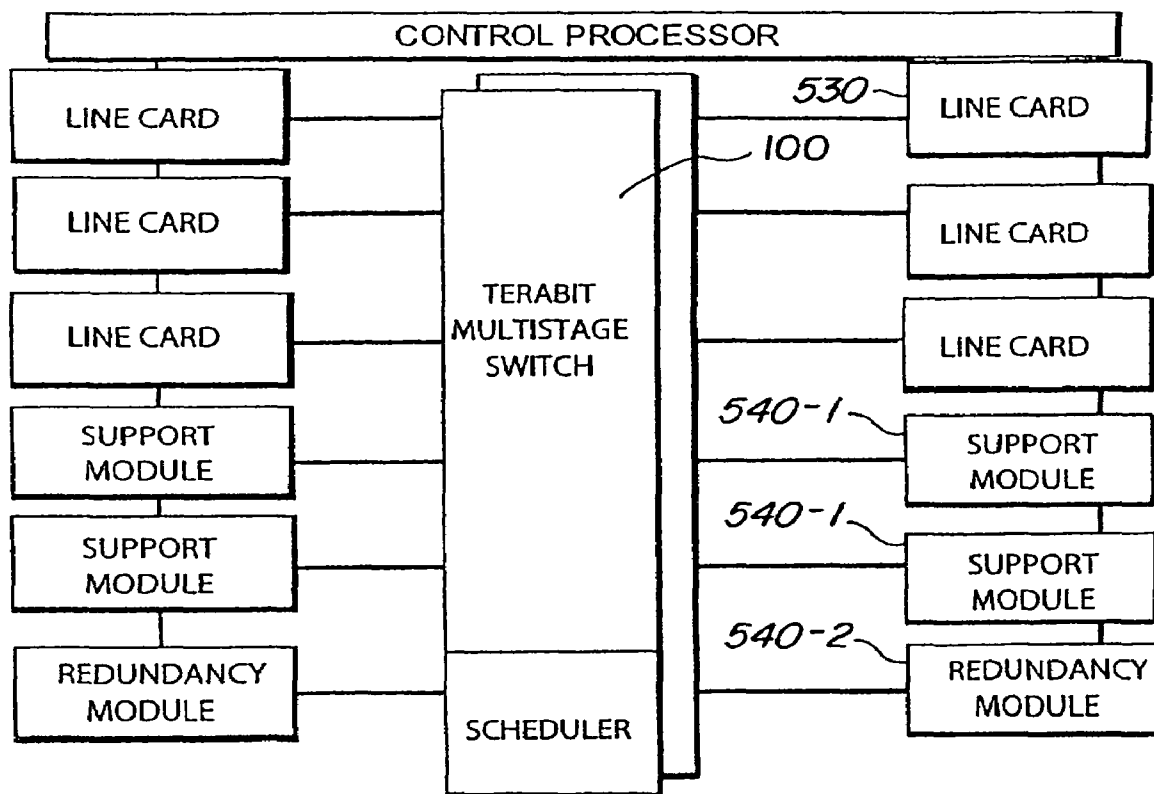 CONTROL PROCESSOR
LINE CARD
530
LINE CARD
100
LINE CARD
LINE CARD
TERABIT
MULTISTAGE
SWITCH
LINE CARD
LINE CARD
540-1
SUPPORT
MODULE
SUPPORT
MODULE
540-1
SUPPORT
MODULE
SUPPORT
MODULE
540-2
REDUNDANCY
MODULE
SCHEDULER
REDUNDANCY
MODULE